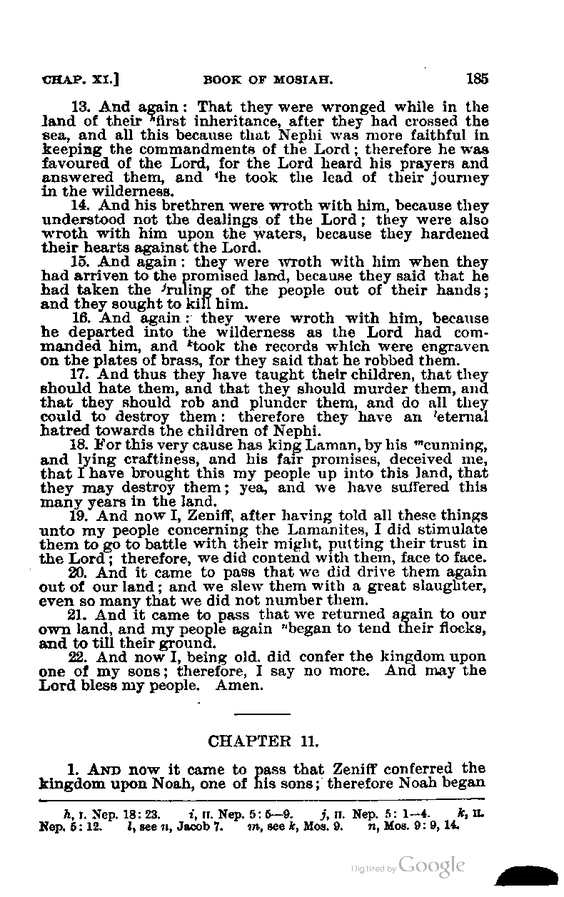 CHAP. XI.] BOOK OF MOSIAH. 185
13. And again: That they were wronged while in the
land of their ʰfirst inheritance, after they had crossed the
sea, and all this because that Nephi was more faithful in
keeping the commandments of the Lord; therefore he was
favoured of the Lord, for the Lord heard his prayers and
answered them, and ⁱhe took the lead of their journey
in the wilderness.
14. And his brethren were wroth with him, because they
understood not the dealings of the Lord; they were also
wroth with him upon the waters, because they hardened
their hearts against the Lord.
15. And again: they were wroth with him when they
had arriven to the promised land, because they said that he
had taken the ʲruling of the people out of their hands;
and they sought to kill him.
16. And again: they were wroth with him, because
he departed into the wilderness as the Lord had com-
manded him, and ᵏtook the records which were engraven
on the plates of brass, for they said that he robbed them.
17. And thus they have taught their children, that they
should hate them, and that they should murder them, and
that they should rob and plunder them, and do all they
could to destroy them: therefore they have an ˡeternal
hatred towards the children of Nephi.
18. For this very cause has king Laman, by his ᵐcunning,
and lying craftiness, and his fair promises, deceived me,
that I have brought this my people up into this land, that
they may destroy them; yea, and we have suffered this
many years in the land.
19. And now I, Zeniff, after having told all these things
unto my people concerning the Lamanites, I did stimulate
them to go to battle with their might, putting their trust in
the Lord; therefore, we did contend with them, face to face.
20. And it came to pass that we did drive them again
out of our land; and we slew them with a great slaughter,
even so many that we did not number them.
21. And it came to pass that we returned again to our
own land, and my people again ⁿbegan to tend their flocks,
and to till their ground.
22. And now I, being old. did confer the kingdom upon
one of my sons; therefore, I say no more. And may the
Lord bless my people. Amen.
CHAPTER 11.
1. AND now it came to pass that Zeniff conferred the
kingdom upon Noah, one of his sons; therefore Noah began
h, I. Nep. 18: 23. i, II. Nep. 5: 5—9. j, II. Nep. 5: 1—4. k, II.
Nep. 5: 12. l, see n, Jacob 7. m, see k, Mos. 9. n, Mos. 9: 9, 14.
Digitized by Google